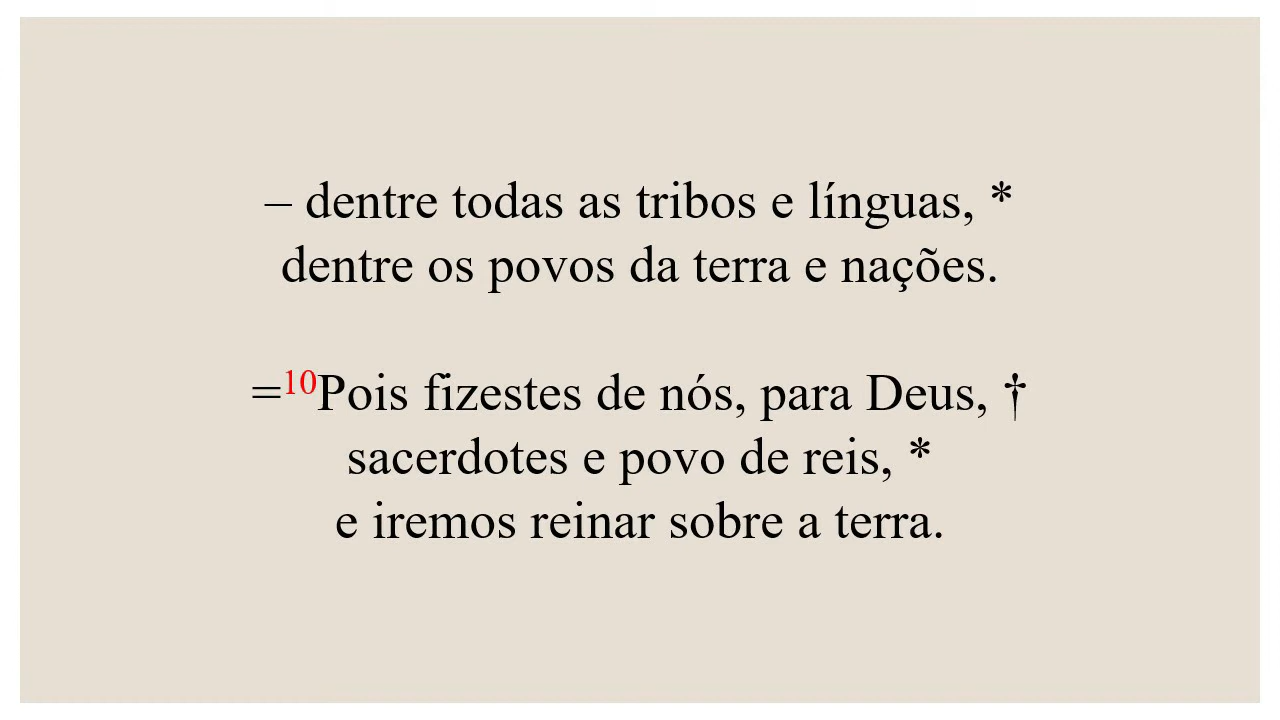 – dentre todas as tribos e línguas, *
dentre os povos da terra e nações.
=10Pois fizestes de nós, para Deus, †
sacerdotes e povo de reis, *
e iremos reinar sobre a terra.